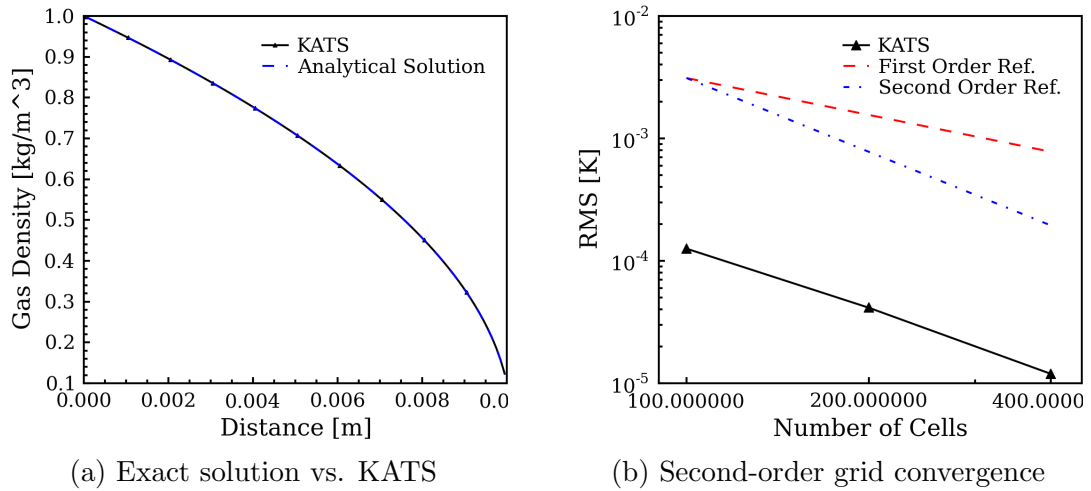 1.0
0.9
0.8
0.7
0.6
0.5
0.4
0.3
0.2
0.1
Gas Density [kg/m^3]
KATS
Analytical Solution
0.000
0.002
0.004
0.006
0.008
0.0
Distance [m]
(a) Exact solution vs. KATS
10-2
10-3
10-4
10-5
RMS [K]
KATS
First Order Ref.
Second Order Ref.
100.000000
200.000000
400.0000
Number of Cells
(b) Second-order grid convergence